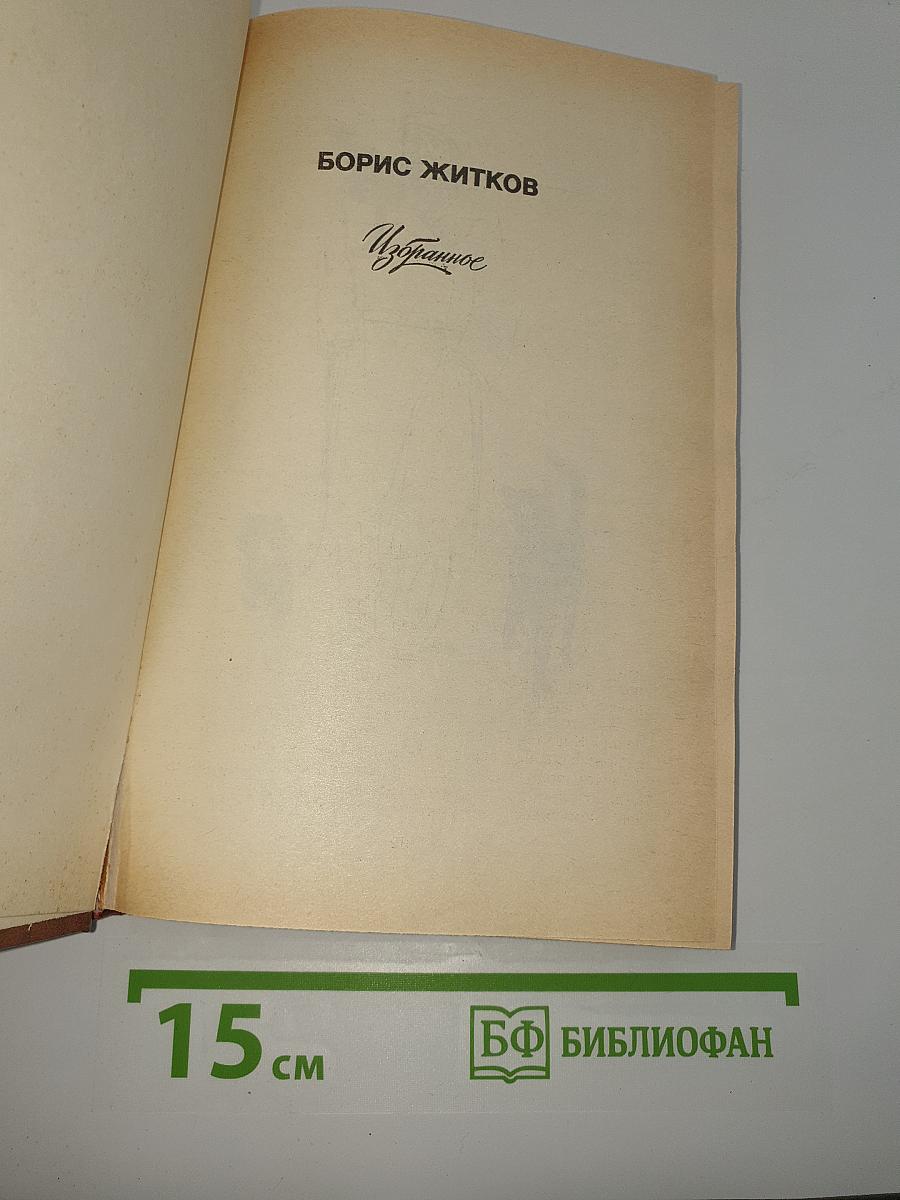 БОРИС ЖИТКОВ
Избранное
15 см
БФ БИБЛИОФАН